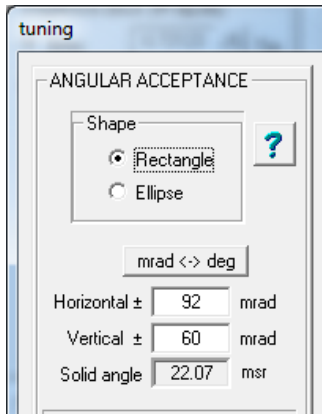 tuning
ANGULAR ACCEPTANCE
Shape
Rectangle
?
Ellipse
mrad <-> deg
Horizontal ± 92 mrad
Vertical ± 60 mrad
Solid angle 22.07 msr